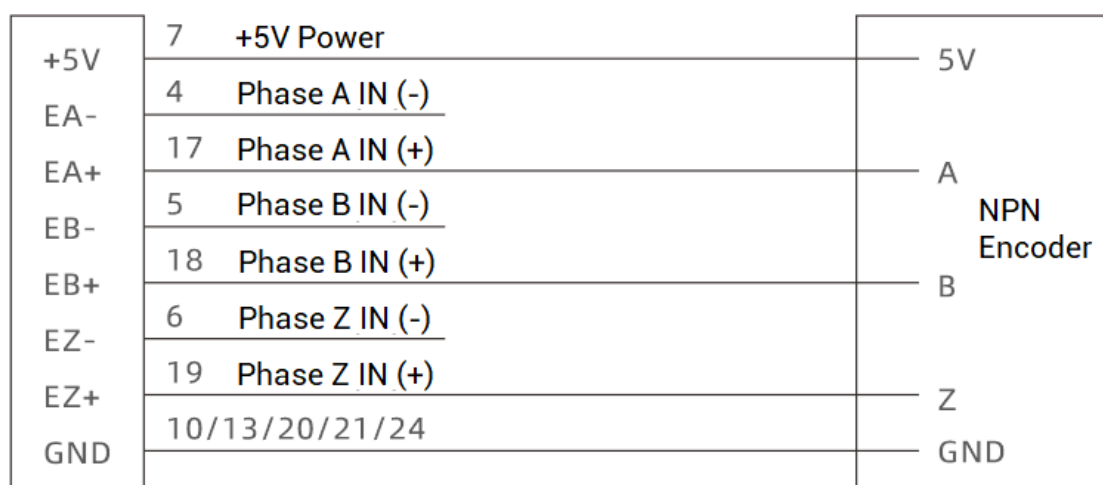 7 +5V Power
+5V 5V
4 Phase A IN (-)
EA-
17 Phase A IN (+)
EA+ A
5 Phase B IN (-)
NPN
EB-
Encoder
18 Phase B IN (+)
EB+ B
6 Phase Z IN (-)
EZ-
19 Phase Z IN (+)
EZ+ Z
10/13/20/21/24
GND GND